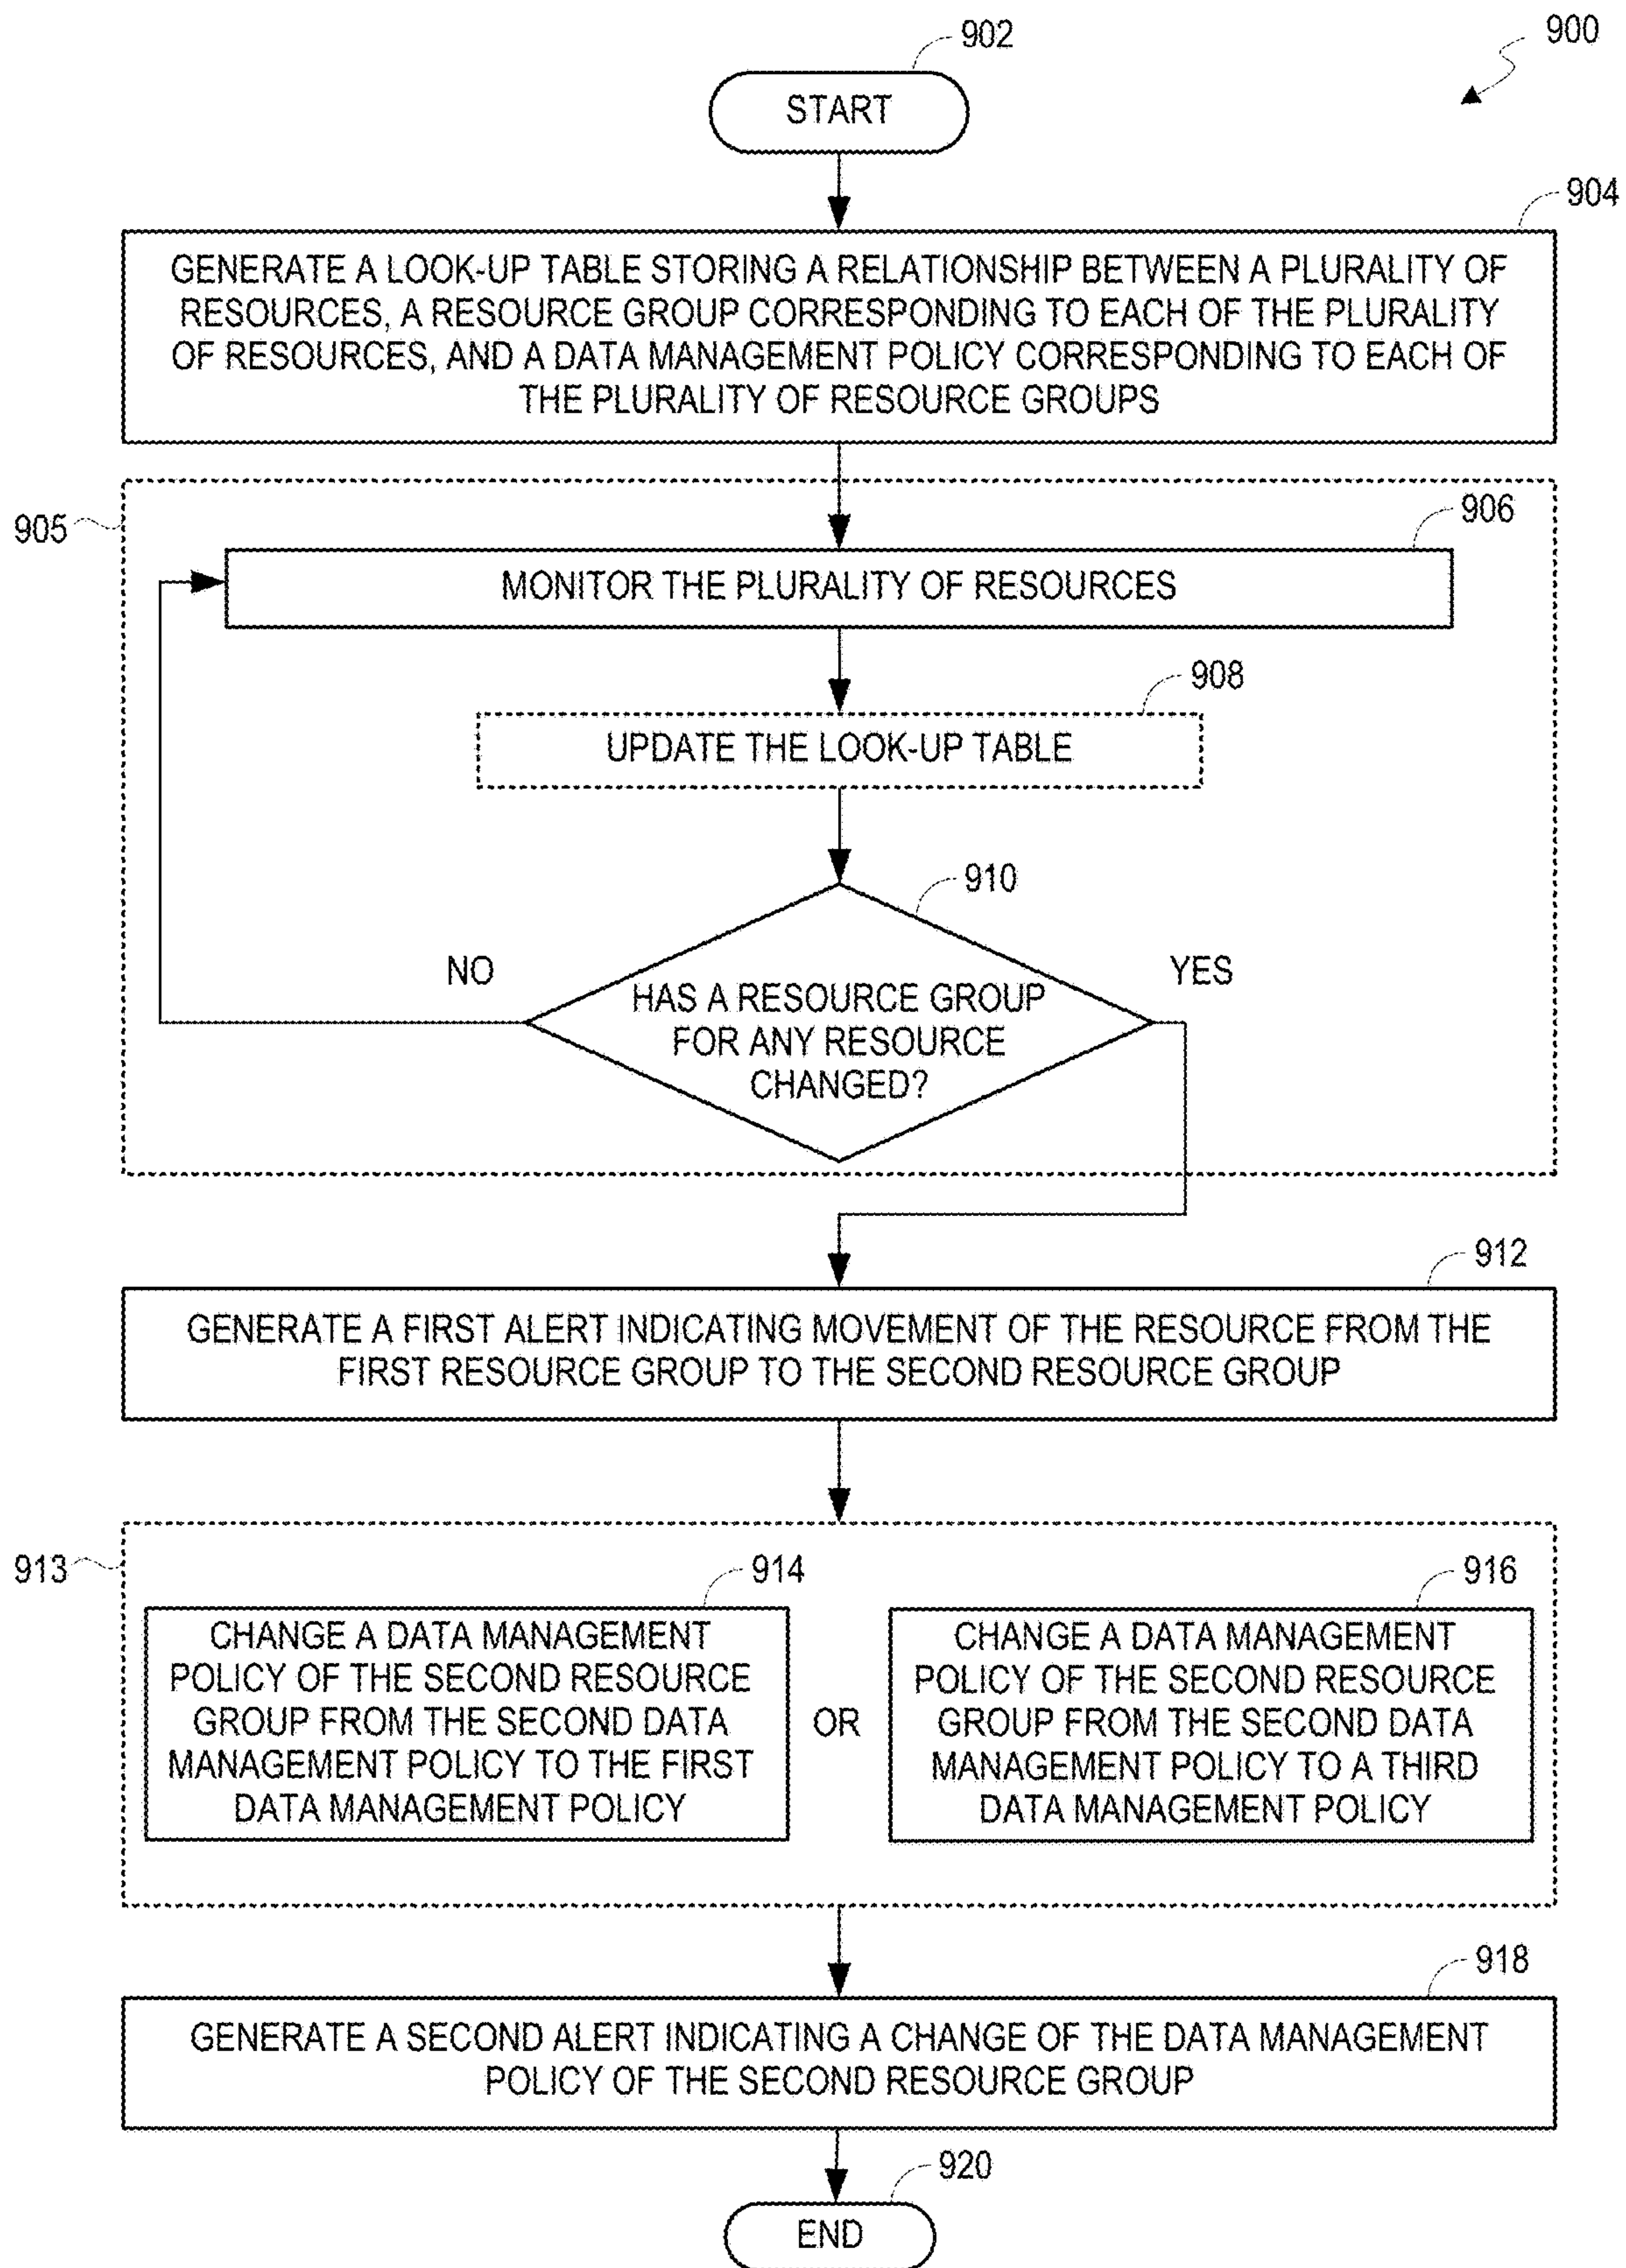 902
900
START
904
GENERATE A LOOK-UP TABLE STORING A RELATIONSHIP BETWEEN A PLURALITY OF
RESOURCES, A RESOURCE GROUP CORRESPONDING TO EACH OF THE PLURALITY
OF RESOURCES, AND A DATA MANAGEMENT POLICY CORRESPONDING TO EACH OF
THE PLURALITY OF RESOURCE GROUPS
905
906
MONITOR THE PLURALITY OF RESOURCES
908
UPDATE THE LOOK-UP TABLE
910
NO
YES
HAS A RESOURCE GROUP
FOR ANY RESOURCE
CHANGED?
912
GENERATE A FIRST ALERT INDICATING MOVEMENT OF THE RESOURCE FROM THE
FIRST RESOURCE GROUP TO THE SECOND RESOURCE GROUP
913
914
CHANGE A DATA MANAGEMENT
POLICY OF THE SECOND RESOURCE
GROUP FROM THE SECOND DATA
MANAGEMENT POLICY TO THE FIRST
DATA MANAGEMENT POLICY
OR
916
CHANGE A DATA MANAGEMENT
POLICY OF THE SECOND RESOURCE
GROUP FROM THE SECOND DATA
MANAGEMENT POLICY TO A THIRD
DATA MANAGEMENT POLICY
918
GENERATE A SECOND ALERT INDICATING A CHANGE OF THE DATA MANAGEMENT
POLICY OF THE SECOND RESOURCE GROUP
920
END